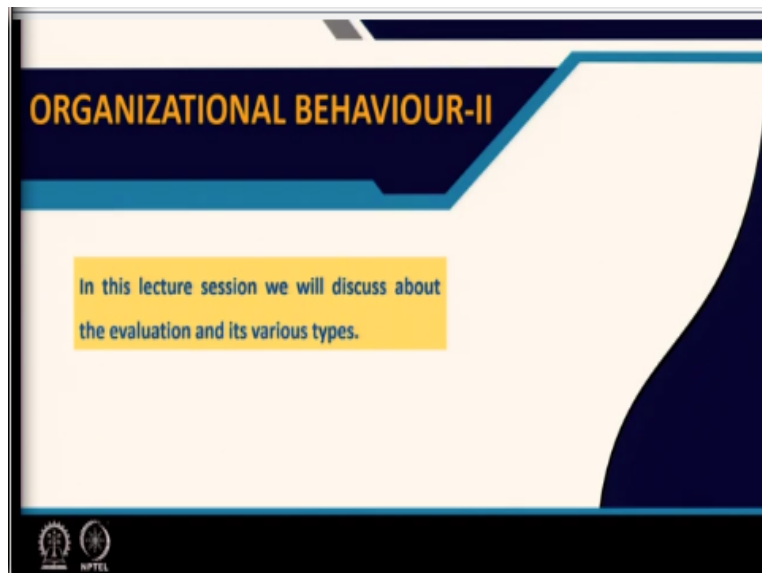 ORGANIZATIONAL BEHAVIOUR-II
In this lecture session we will discuss about
the evaluation and its various types.
NPTEL